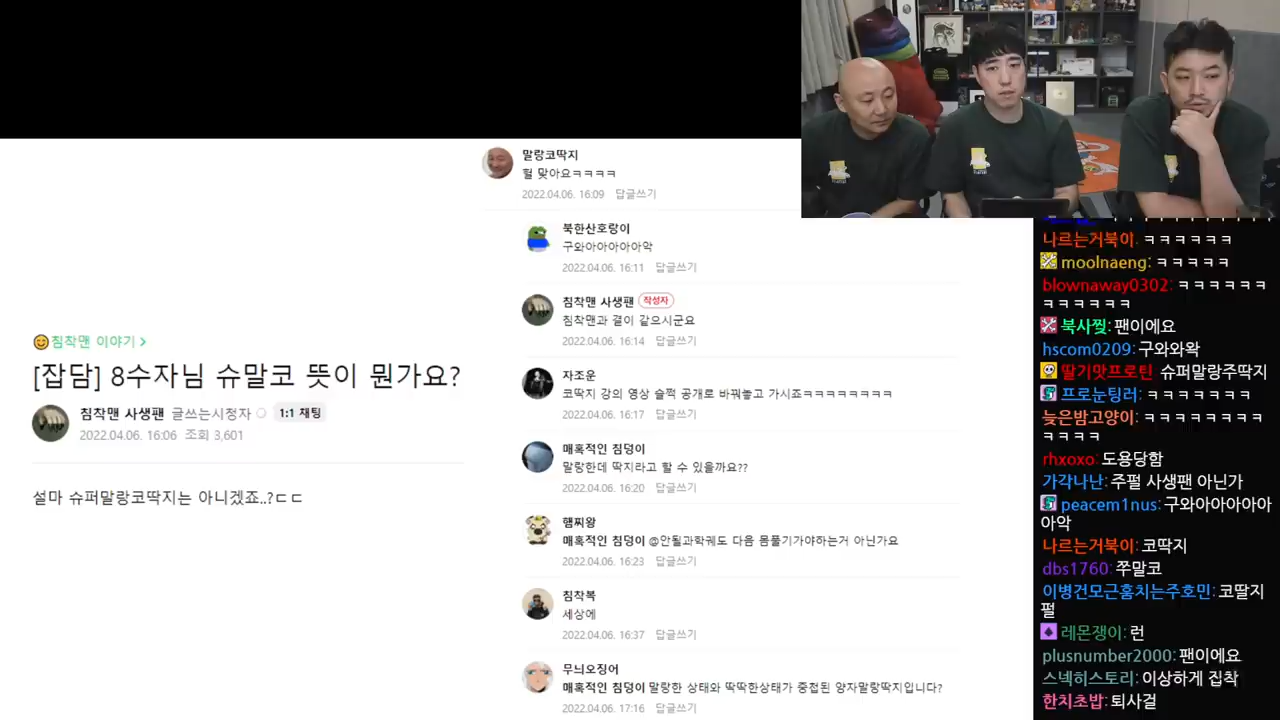 침착맨 이야기 >
[잡담] 8수자님 슈말코 뜻이 뭔가요?
침착맨 사생팬 글쓰는시청자 1:1 채팅
2022.04.06. 16:06 조회 3,601
설마 슈퍼말랑코딱지는 아니겠죠..?ㄷㄷ
말랑코딱지
헐 맞아요ㅋㅋㅋㅋ
2022.04.06. 16:09 답글쓰기
북한산호랑이
구와아아아아아악
2022.04.06. 16:11 답글쓰기
침착맨 사생팬 작성자
침착맨과 결이 같으시군요
2022.04.06. 16:14 답글쓰기
자조운
코딱지 강의 영상 슬쩍 공개로 바꿔놓고 가시죠ㅋㅋㅋㅋㅋㅋㅋㅋ
2022.04.06. 16:17 답글쓰기
매혹적인 침덩이
말랑한데 딱지라고 할 수 있을까요??
2022.04.06. 16:20 답글쓰기
햄찌왕
매혹적인 침덩이 @안될과학궤도 다음 몸풀기가야하는거 아닌가요
2022.04.06. 16:23 답글쓰기
침착복
세상에
2022.04.06. 16:37 답글쓰기
무늬오징어
매혹적인 침덩이 말랑한 상태와 딱딱한상태가 중첩된 양자말랑딱지입니다?
2022.04.06. 17:16 답글쓰기
나르는거북이: ㅋㅋㅋㅋㅋㅋ
moolnaeng: ㅋㅋㅋㅋㅋ
blownaway0302: ㅋㅋㅋㅋㅋㅋ
ㅋㅋㅋㅋㅋㅋ
북사찢: 팬이에요
hscom0209: 구와와왁
딸기맛프로틴 슈퍼말랑주딱지
프로눈팅러: ㅋㅋㅋㅋㅋㅋㅋ
늦은밤고양이: ㅋㅋㅋㅋㅋㅋㅋㅋ
ㅋㅋㅋㅋ
rhxoxo: 도용당함
가각나난: 주펄 사생팬 아닌가
peacem1nus: 구와아아아아아
아악
나르는거북이: 코딱지
dbs1760: 쭈말코
이병건모근훔치는주호민: 코딸지
펄
레몬쟁이: 런
plusnumber2000: 팬이에요
스넥히스토리: 이상하게 집착
한치초밥: 퇴사걸